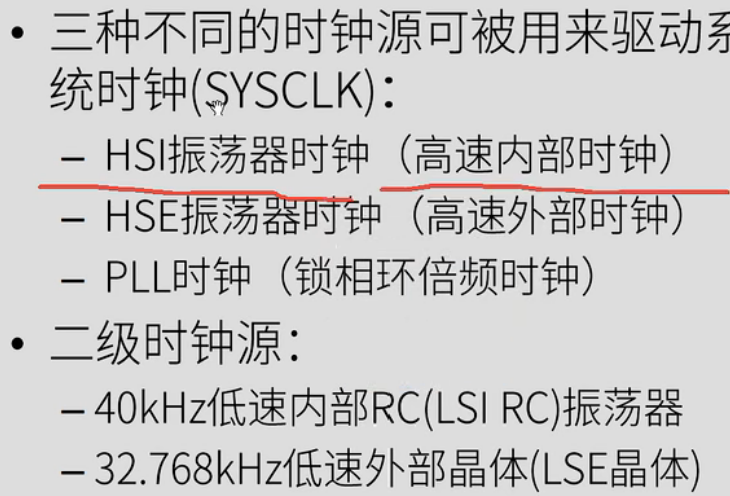 • 三种不同的时钟源可被用来驱动系
统时钟(SYSCLK)：
– HSI振荡器时钟（高速内部时钟）
– HSE振荡器时钟（高速外部时钟）
– PLL时钟（锁相环倍频时钟）
• 二级时钟源：
– 40kHz低速内部RC(LSI RC)振荡器
– 32.768kHz低速外部晶体(LSE晶体)